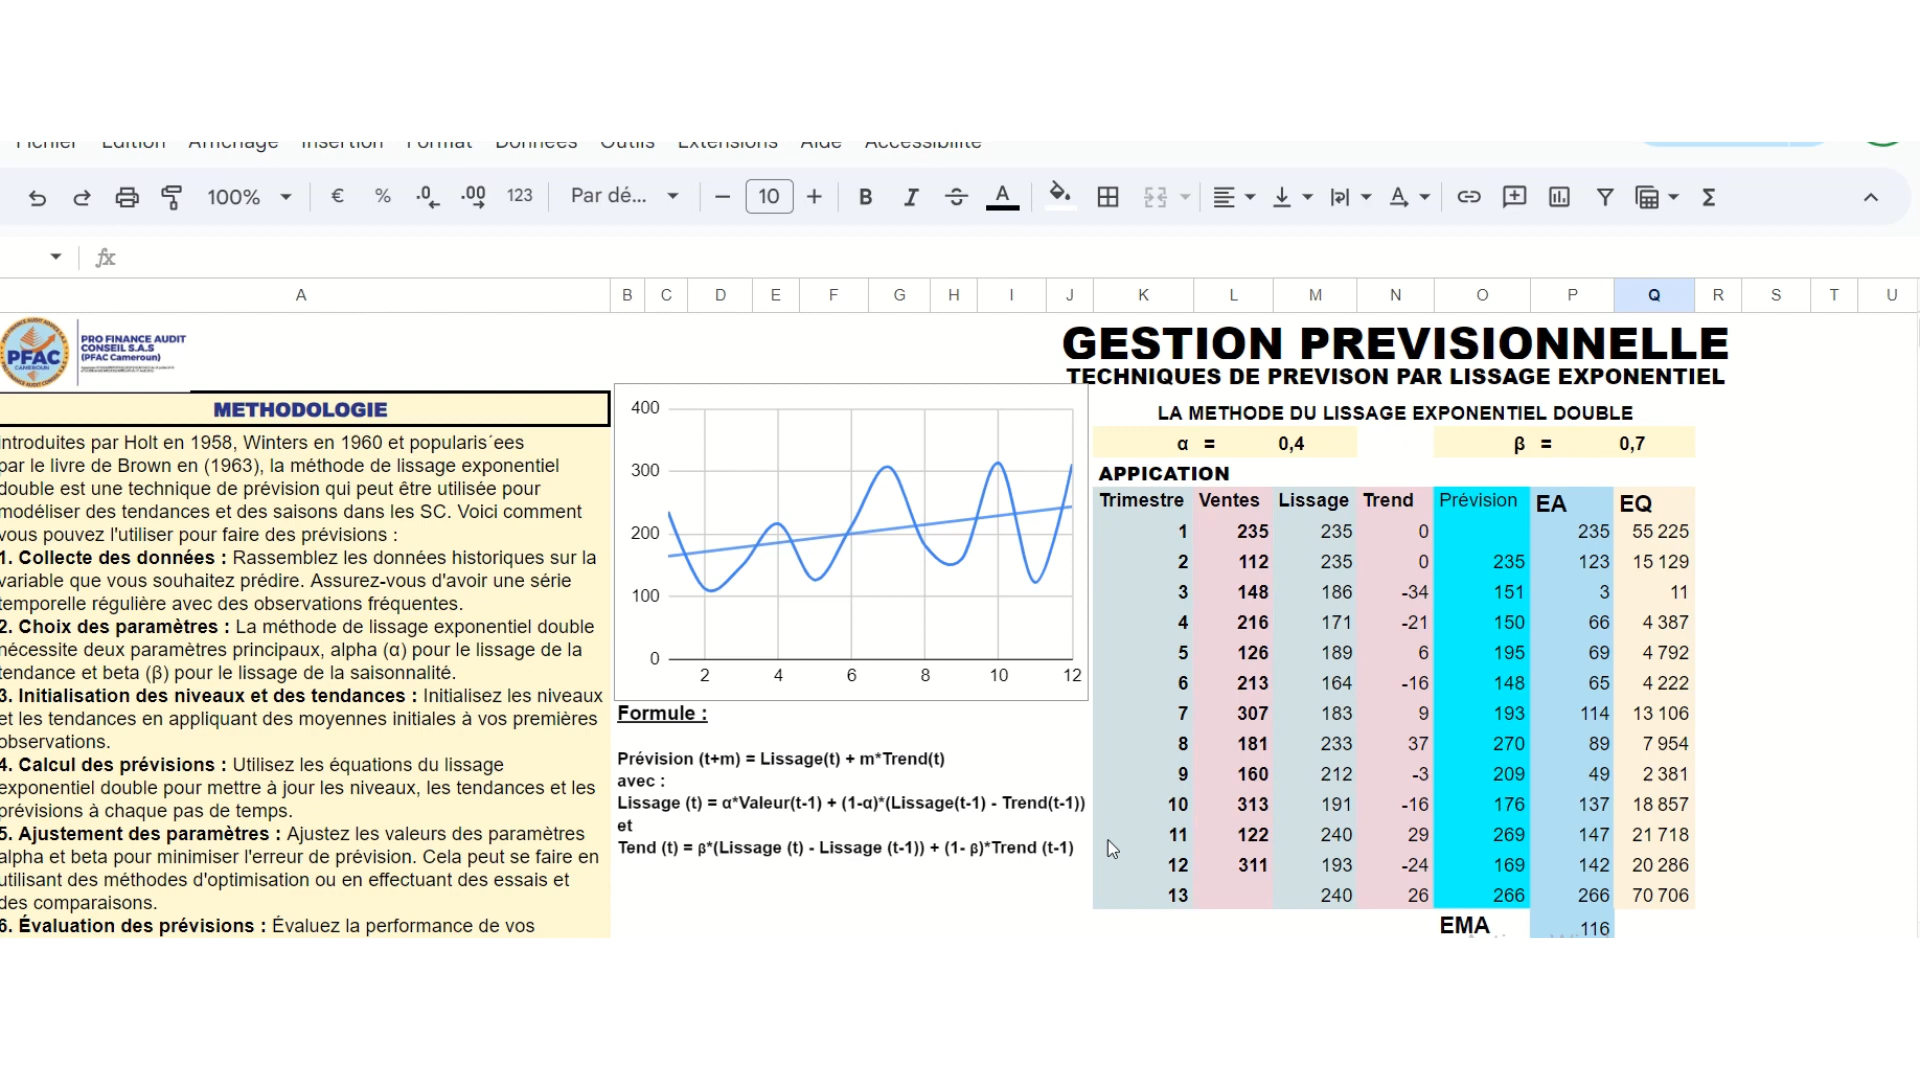 Fichier Édition Affichage Insertion Format Données Outils Extensions Aide Accessibilité
100% € % .0 .00 123 Par dé... − 10 + B I A Σ
fx
A B C D E F G H I J K L M N O P Q R S T U
PFAC
CAMEROUN
PRO FINANCE AUDIT
CONSEIL S.A.S
(PFAC Cameroun)
GESTION PREVISIONNELLE
TECHNIQUES DE PREVISON PAR LISSAGE EXPONENTIEL
METHODOLOGIE
introduites par Holt en 1958, Winters en 1960 et popularis´ees
par le livre de Brown en (1963), la méthode de lissage exponentiel
double est une technique de prévision qui peut être utilisée pour
modéliser des tendances et des saisons dans les SC. Voici comment
vous pouvez l'utiliser pour faire des prévisions :
1. Collecte des données : Rassemblez les données historiques sur la
variable que vous souhaitez prédire. Assurez-vous d'avoir une série
temporelle régulière avec des observations fréquentes.
2. Choix des paramètres : La méthode de lissage exponentiel double
nécessite deux paramètres principaux, alpha (α) pour le lissage de la
tendance et beta (β) pour le lissage de la saisonnalité.
3. Initialisation des niveaux et des tendances : Initialisez les niveaux
et les tendances en appliquant des moyennes initiales à vos premières
observations.
4. Calcul des prévisions : Utilisez les équations du lissage
exponentiel double pour mettre à jour les niveaux, les tendances et les
prévisions à chaque pas de temps.
5. Ajustement des paramètres : Ajustez les valeurs des paramètres
alpha et beta pour minimiser l'erreur de prévision. Cela peut se faire en
utilisant des méthodes d'optimisation ou en effectuant des essais et
des comparaisons.
6. Évaluation des prévisions : Évaluez la performance de vos
400
300
200
100
0
2 4 6 8 10 12
Formule :
Prévision (t+m) = Lissage(t) + m*Trend(t)
avec :
Lissage (t) = α*Valeur(t-1) + (1-α)*(Lissage(t-1) - Trend(t-1))
et
Tend (t) = β*(Lissage (t) - Lissage (t-1)) + (1- β)*Trend (t-1)
LA METHODE DU LISSAGE EXPONENTIEL DOUBLE
α = 0,4 β = 0,7
APPICATION
Trimestre Ventes Lissage Trend Prévision EA EQ
1 235 235 0 235 55 225
2 112 235 0 235 123 15 129
3 148 186 -34 151 3 11
4 216 171 -21 150 66 4 387
5 126 189 6 195 69 4 792
6 213 164 -16 148 65 4 222
7 307 183 9 193 114 13 106
8 181 233 37 270 89 7 954
9 160 212 -3 209 49 2 381
10 313 191 -16 176 137 18 857
11 122 240 29 269 147 21 718
12 311 193 -24 169 142 20 286
13 240 26 266 266 70 706
EMA 116